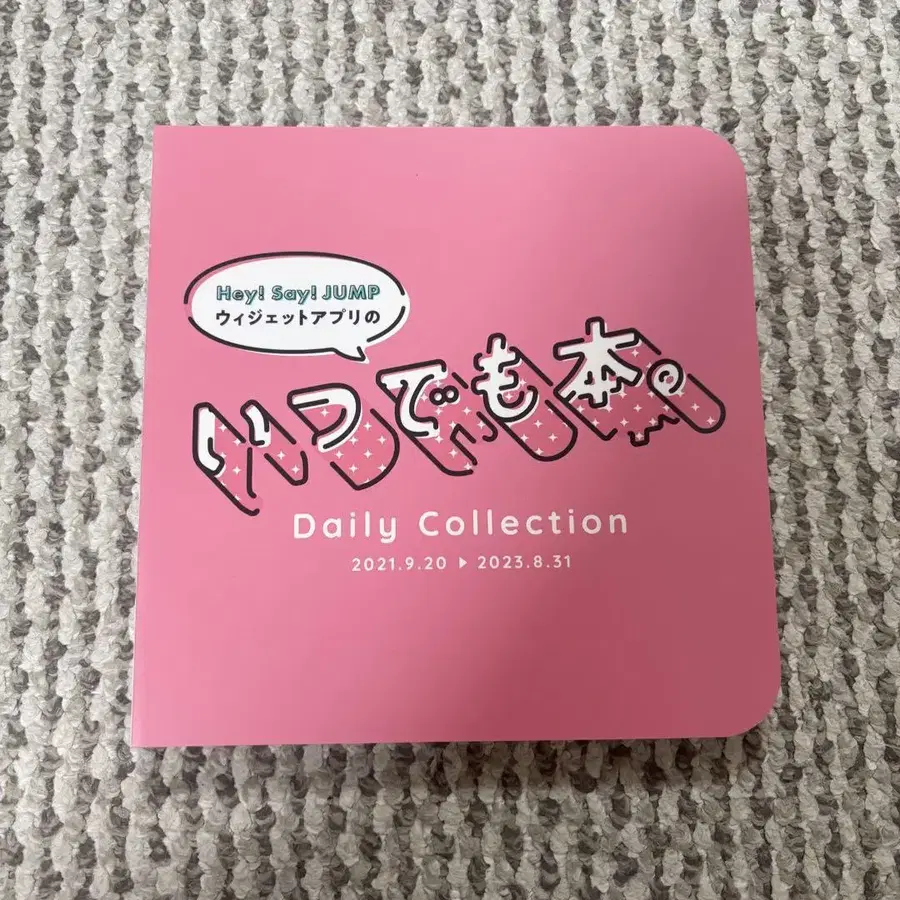 Hey! Say! JUMP
ウィジェットアプリの
いつでも本。
Daily Collection
2021.9.20 ▶ 2023.8.31